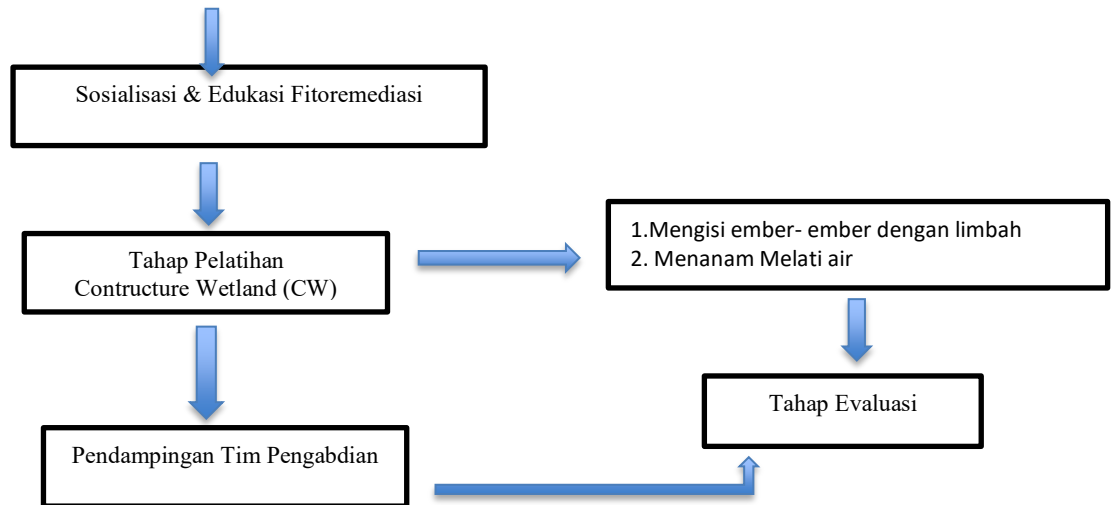 Sosialisasi & Edukasi Fitoremediasi
Tahap Pelatihan
Contructure Wetland (CW)
1.Mengisi ember- ember dengan limbah
2. Menanam Melati air
Tahap Evaluasi
Pendampingan Tim Pengabdian